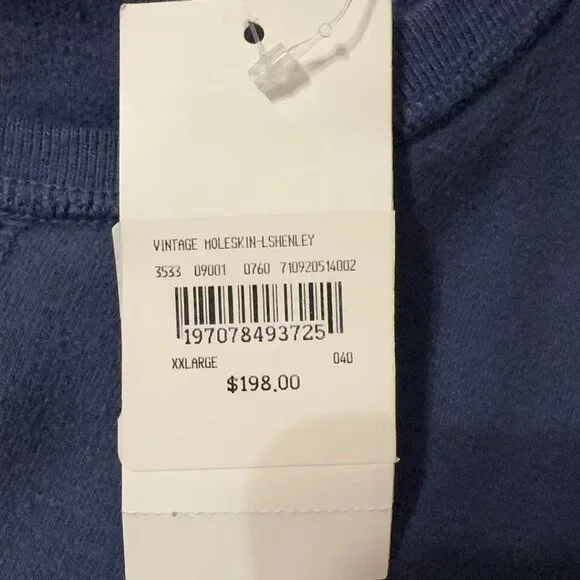 VINTAGE MOLESKIN-LSHENLEY
3533 09001 0760 710920514002
197078493725
XXLARGE 040
$198.00